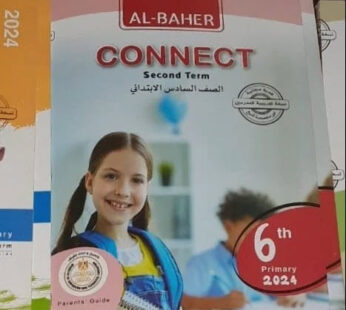 2024
AL-BAHER
CONNECT
Second Term
الصف السادس الابتدائي
6th
Primary
2024
Parents' Guide